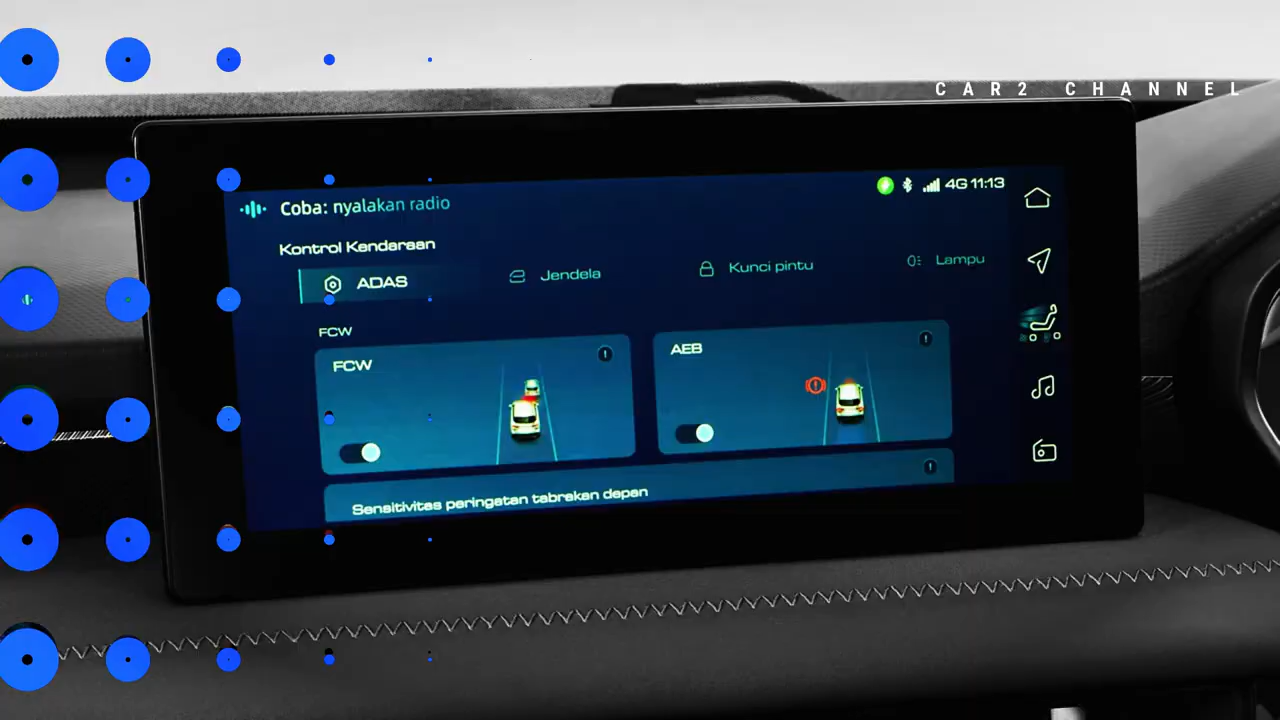 CAR2 CHANNEL
4G 11:13
Coba: nyalakan radio
Kontrol Kendaraan
ADAS
Jendela
Kunci pintu
Lampu
FCW
FCW
AEB
Sensitivitas peringatan tabrakan depan